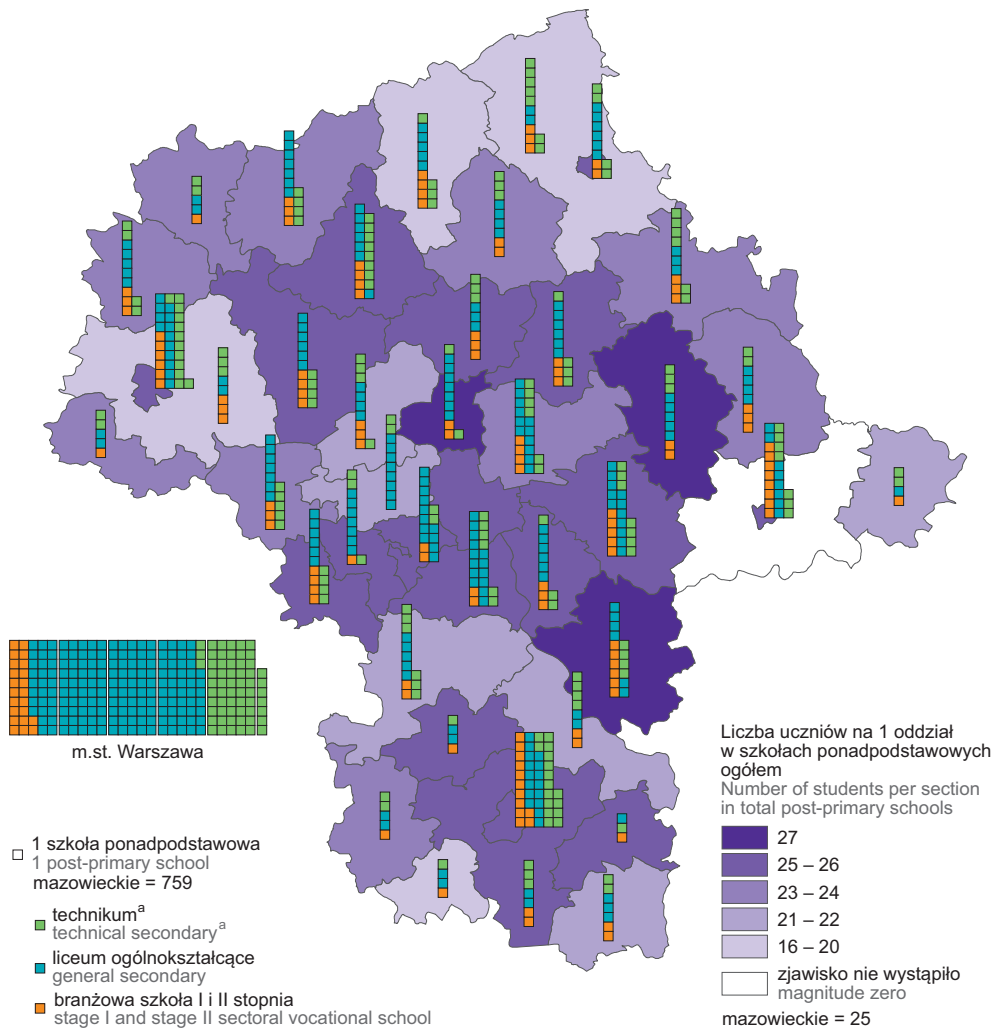 m.st. Warszawa
1 szkoła ponadpodstawowa
1 post-primary school
mazowieckie = 759
technikumᵃ
technical secondaryᵃ
liceum ogólnokształcące
general secondary
branżowa szkoła I i II stopnia
stage I and stage II sectoral vocational school
Liczba uczniów na 1 oddział
w szkołach ponadpodstawowych
ogółem
Number of students per section
in total post-primary schools
27
25 – 26
23 – 24
21 – 22
16 – 20
zjawisko nie wystąpiło
magnitude zero
mazowieckie = 25